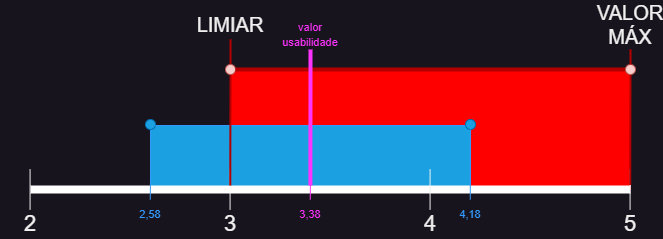 LIMIAR
valor
usabilidade
VALOR
MÁX
2
2,58
3
3,38
4
4,18
5